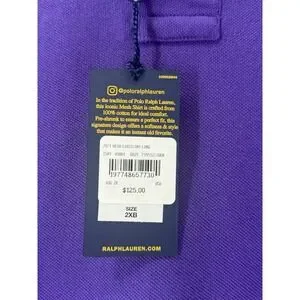 @poloralphlauren
In the tradition of Polo Ralph Lauren,
this iconic Mesh Shirt is crafted from
100% cotton for ideal comfort.
Pre-shrunk to ensure a perfect fit, this
signature design offers a softness & style
that makes it an instant old favorite.
197748657730
$125.00
SIZE
2XB
RALPHLAUREN.COM